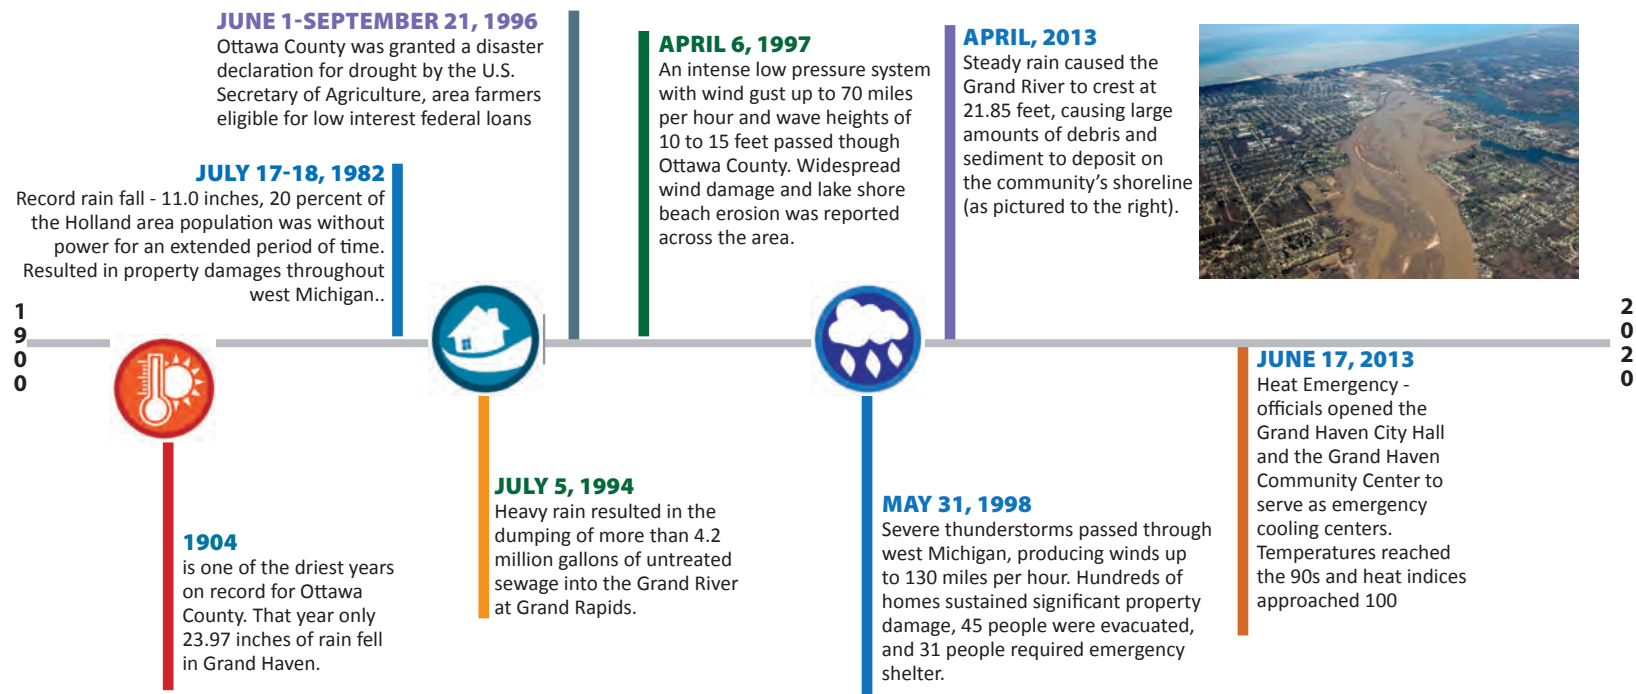 JUNE 1-SEPTEMBER 21, 1996
Ottawa County was granted a disaster
declaration for drought by the U.S.
Secretary of Agriculture, area farmers
eligible for low interest federal loans
JULY 17-18, 1982
Record rain fall - 11.0 inches, 20 percent of
the Holland area population was without
power for an extended period of time.
Resulted in property damages throughout
west Michigan..
APRIL 6, 1997
An intense low pressure system
with wind gust up to 70 miles
per hour and wave heights of
10 to 15 feet passed though
Ottawa County. Widespread
wind damage and lake shore
beach erosion was reported
across the area.
APRIL, 2013
Steady rain caused the
Grand River to crest at
21.85 feet, causing large
amounts of debris and
sediment to deposit on
the community's shoreline
(as pictured to the right).
1900
2020
1904
is one of the driest years
on record for Ottawa
County. That year only
23.97 inches of rain fell
in Grand Haven.
JULY 5, 1994
Heavy rain resulted in the
dumping of more than 4.2
million gallons of untreated
sewage into the Grand River
at Grand Rapids.
MAY 31, 1998
Severe thunderstorms passed through
west Michigan, producing winds up
to 130 miles per hour. Hundreds of
homes sustained significant property
damage, 45 people were evacuated,
and 31 people required emergency
shelter.
JUNE 17, 2013
Heat Emergency -
officials opened the
Grand Haven City Hall
and the Grand Haven
Community Center to
serve as emergency
cooling centers.
Temperatures reached
the 90s and heat indices
approached 100